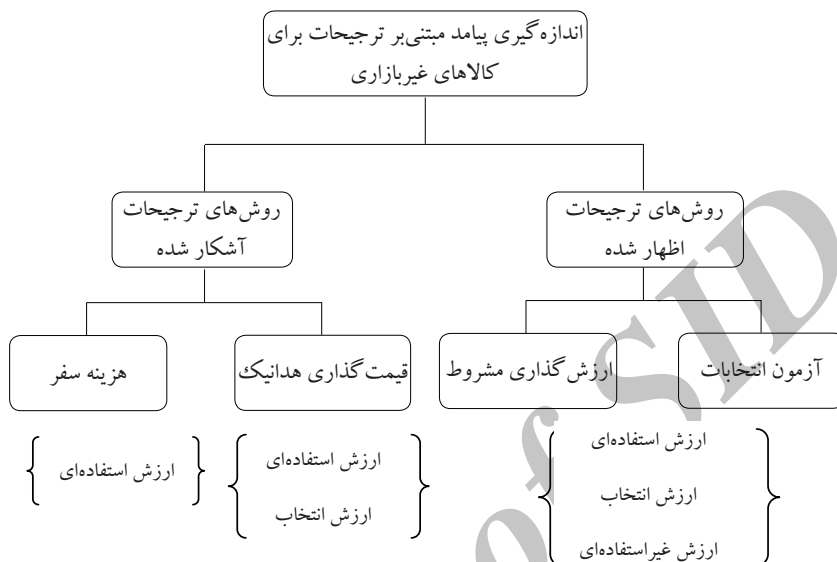 اندازه‌گیری پیامد مبتنی‌بر ترجیحات برای
کالاهای غیربازاری
روش‌های ترجیحات
اظهار شده
روش‌های ترجیحات
آشکار شده
آزمون انتخابات
ارزش‌گذاری مشروط
قیمت‌گذاری هدانیک
هزینه سفر
ارزش استفاده‌ای
ارزش انتخاب
ارزش غیراستفاده‌ای
ارزش استفاده‌ای
ارزش انتخاب
ارزش استفاده‌ای
of SID